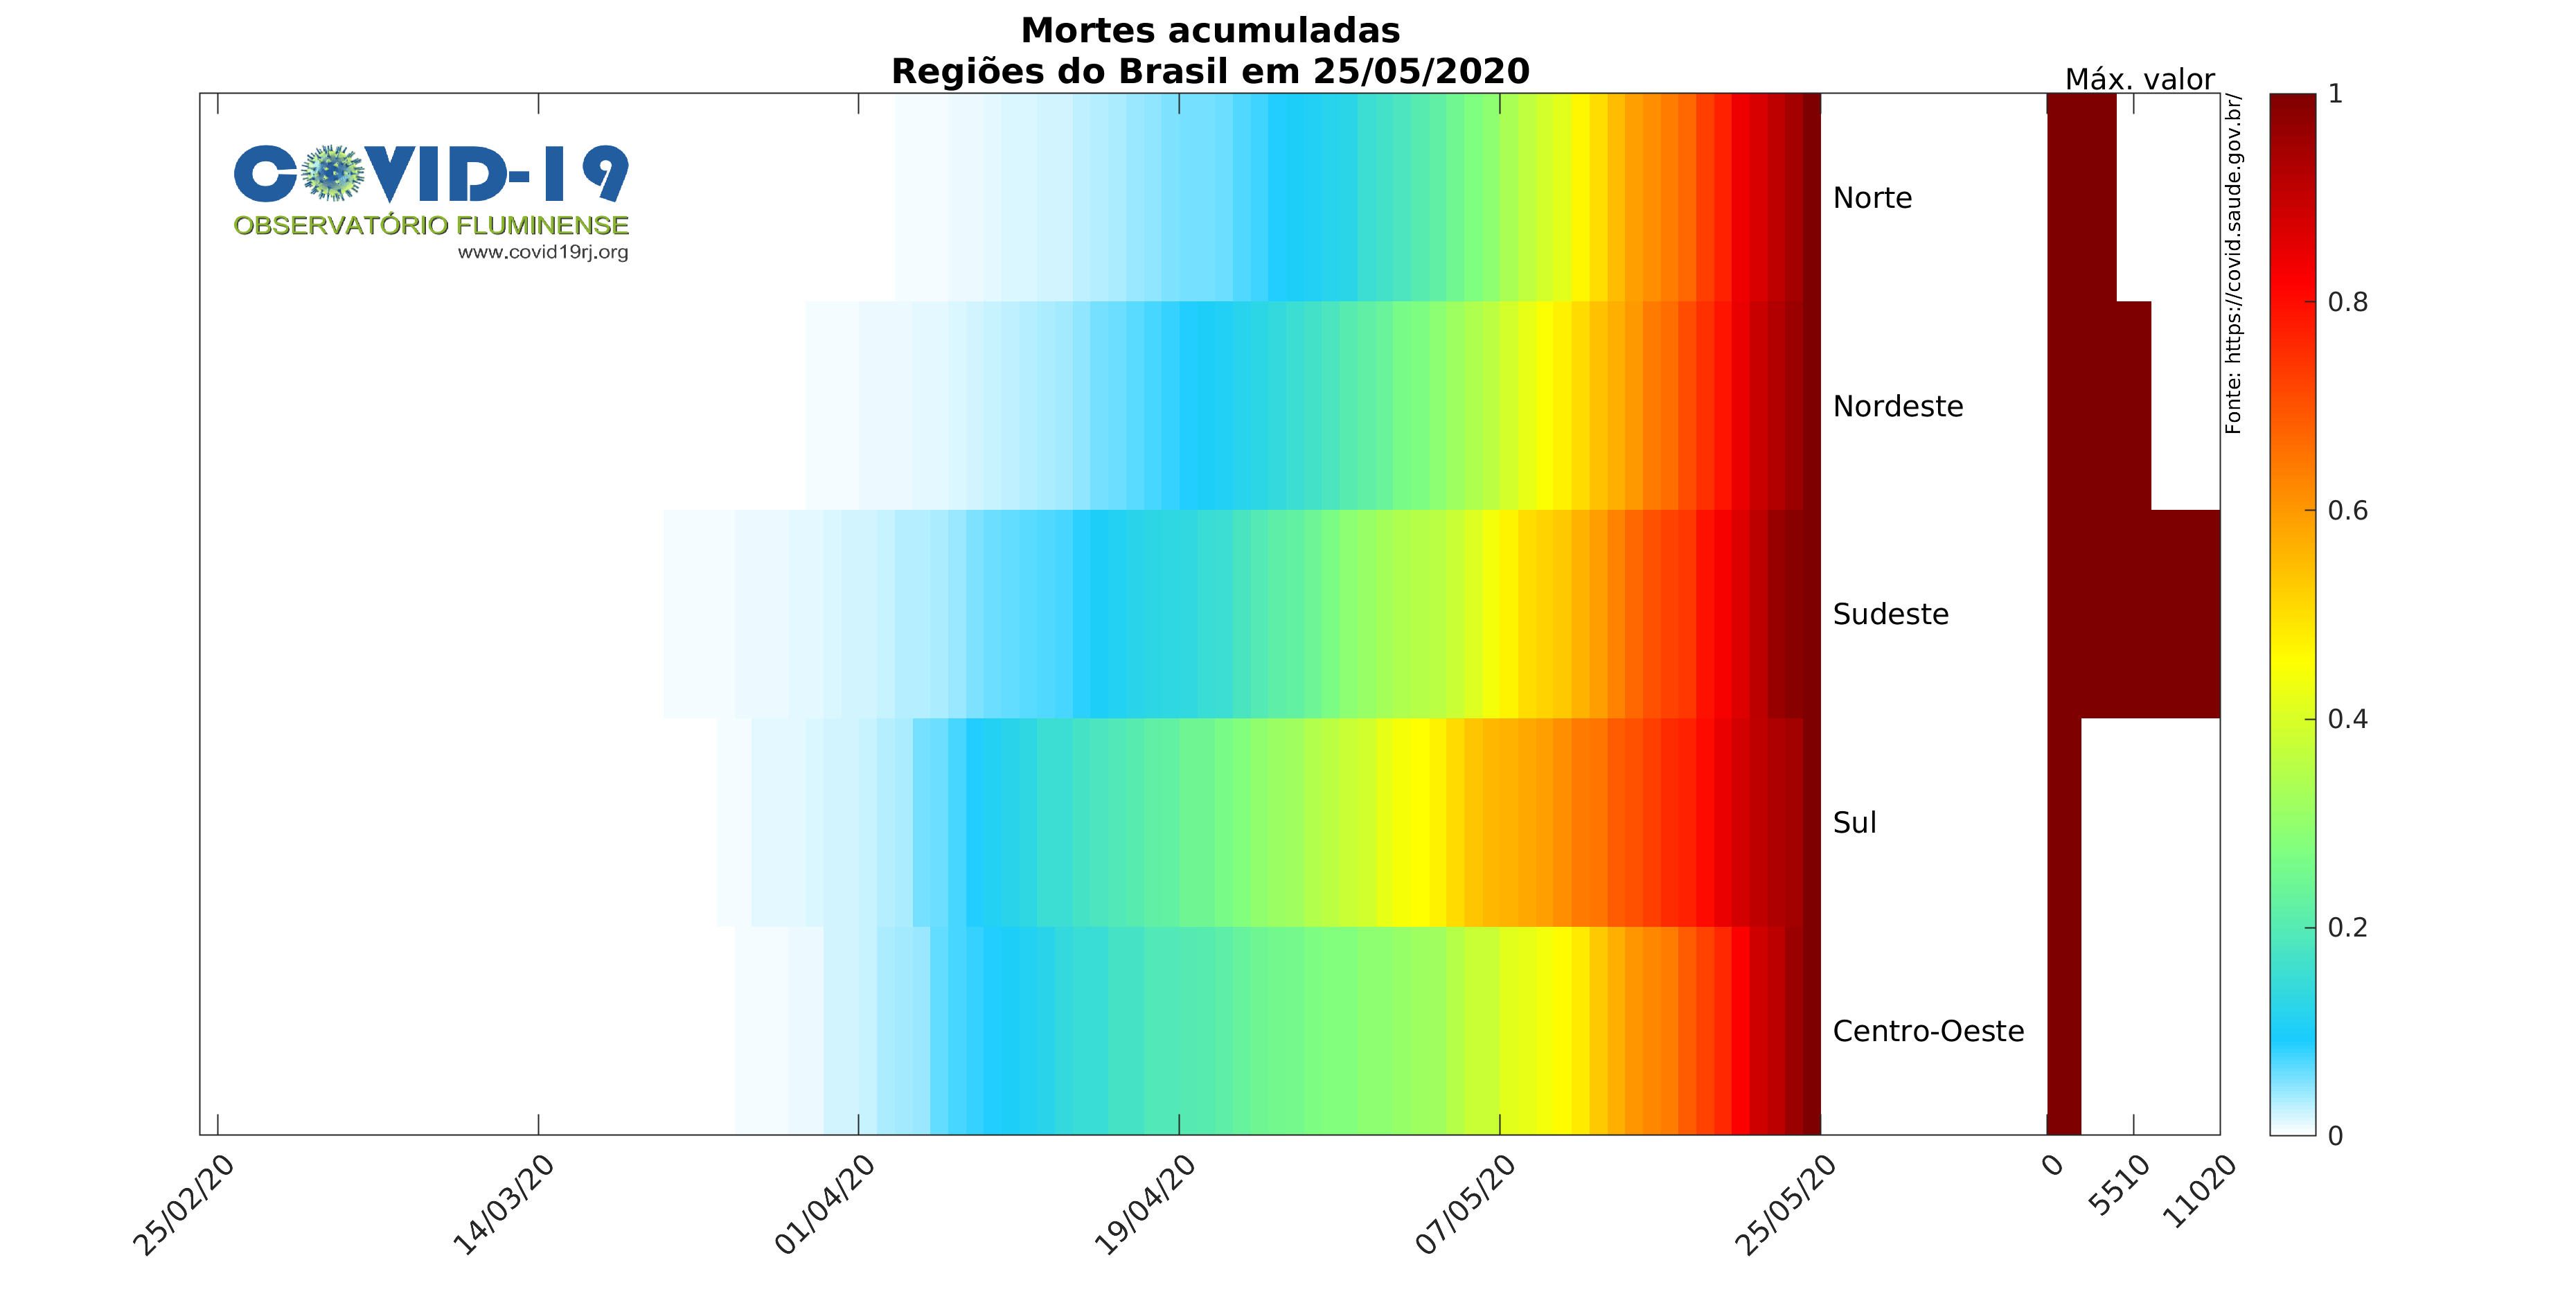 Mortes acumuladas
Regiões do Brasil em 25/05/2020
Máx. valor
COVID-19
OBSERVATÓRIO FLUMINENSE
www.covid19rj.org
Norte
Nordeste
Sudeste
Sul
Centro-Oeste
Fonte: https://covid.saude.gov.br/
1
0.8
0.6
0.4
0.2
0
25/02/20
14/03/20
01/04/20
19/04/20
07/05/20
25/05/20
0
5510
11020